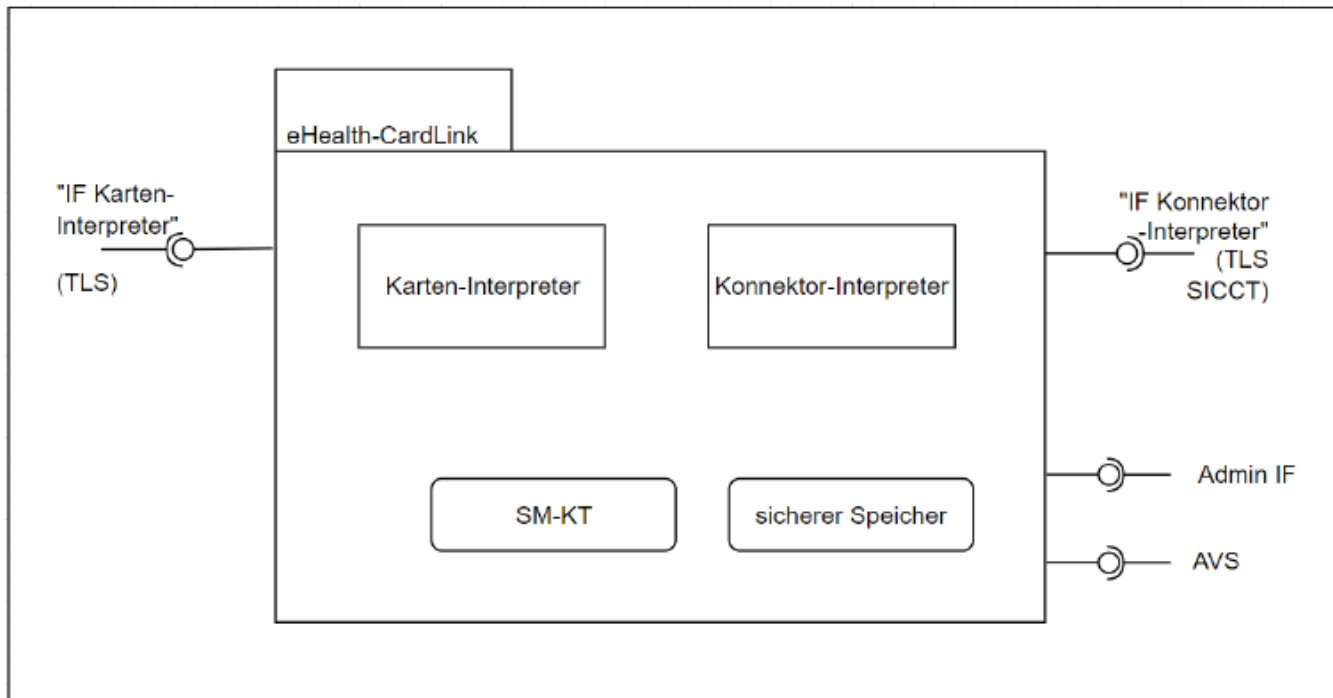 eHealth-CardLink
"IF Karten-
Interpreter"
(TLS)
Karten-Interpreter
Konnektor-Interpreter
"IF Konnektor
-Interpreter"
(TLS
SICCT)
SM-KT
sicherer Speicher
Admin IF
AVS